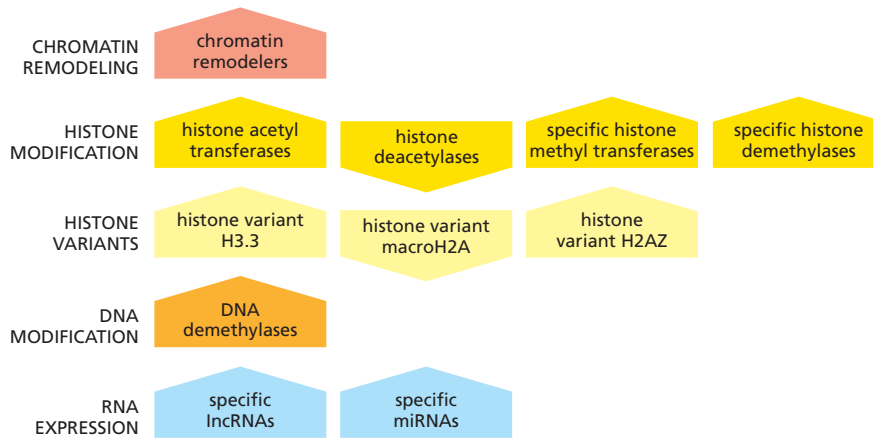 CHROMATIN
REMODELING
chromatin
remodelers
HISTONE
MODIFICATION
histone acetyl
transferases
histone
deacetylases
specific histone
methyl transferases
specific histone
demethylases
HISTONE
VARIANTS
histone variant
H3.3
histone variant
macroH2A
histone
variant H2AZ
DNA
MODIFICATION
DNA
demethylases
RNA
EXPRESSION
specific
lncRNAs
specific
miRNAs